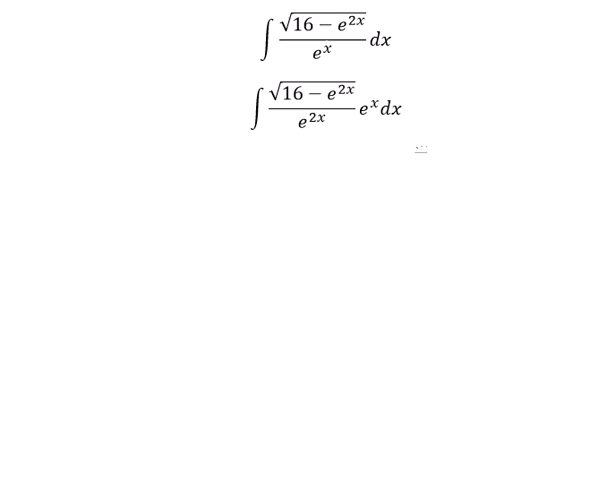 ∫ √(16 − e^{2x}) / e^x dx
∫ √(16 − e^{2x}) / e^{2x} e^x dx